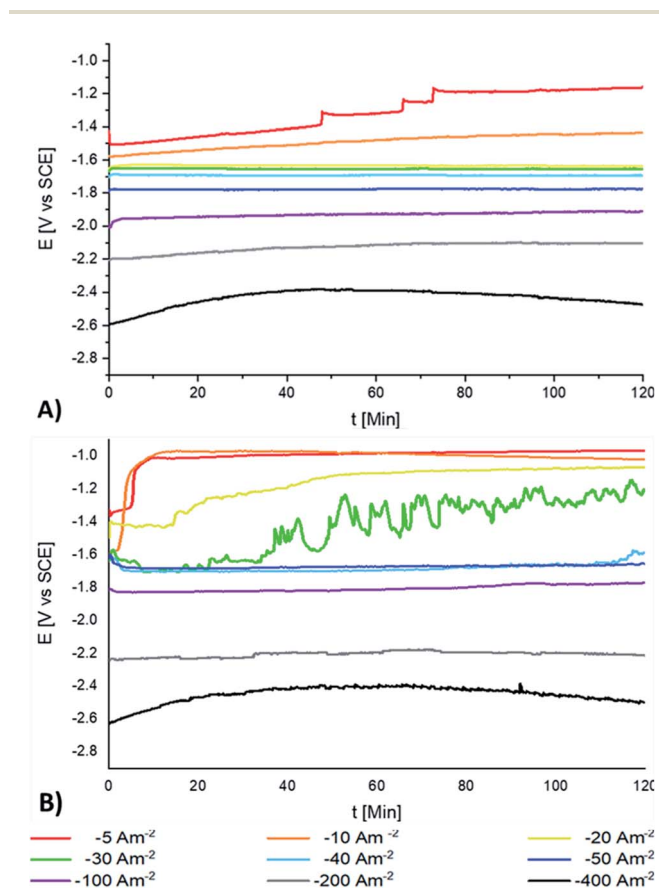 -1.0
-1.2
-1.4
-1.6
-1.8
-2.0
-2.2
-2.4
-2.6
-2.8
E [V vs SCE]
0 20 40 60 80 100 120
A) t [Min]
-1.0
-1.2
-1.4
-1.6
-1.8
-2.0
-2.2
-2.4
-2.6
-2.8
E [V vs SCE]
0 20 40 60 80 100 120
B) t [Min]
-5 Am⁻² -10 Am⁻² -20 Am⁻²
-30 Am⁻² -40 Am⁻² -50 Am⁻²
-100 Am⁻² -200 Am⁻² -400 Am⁻²